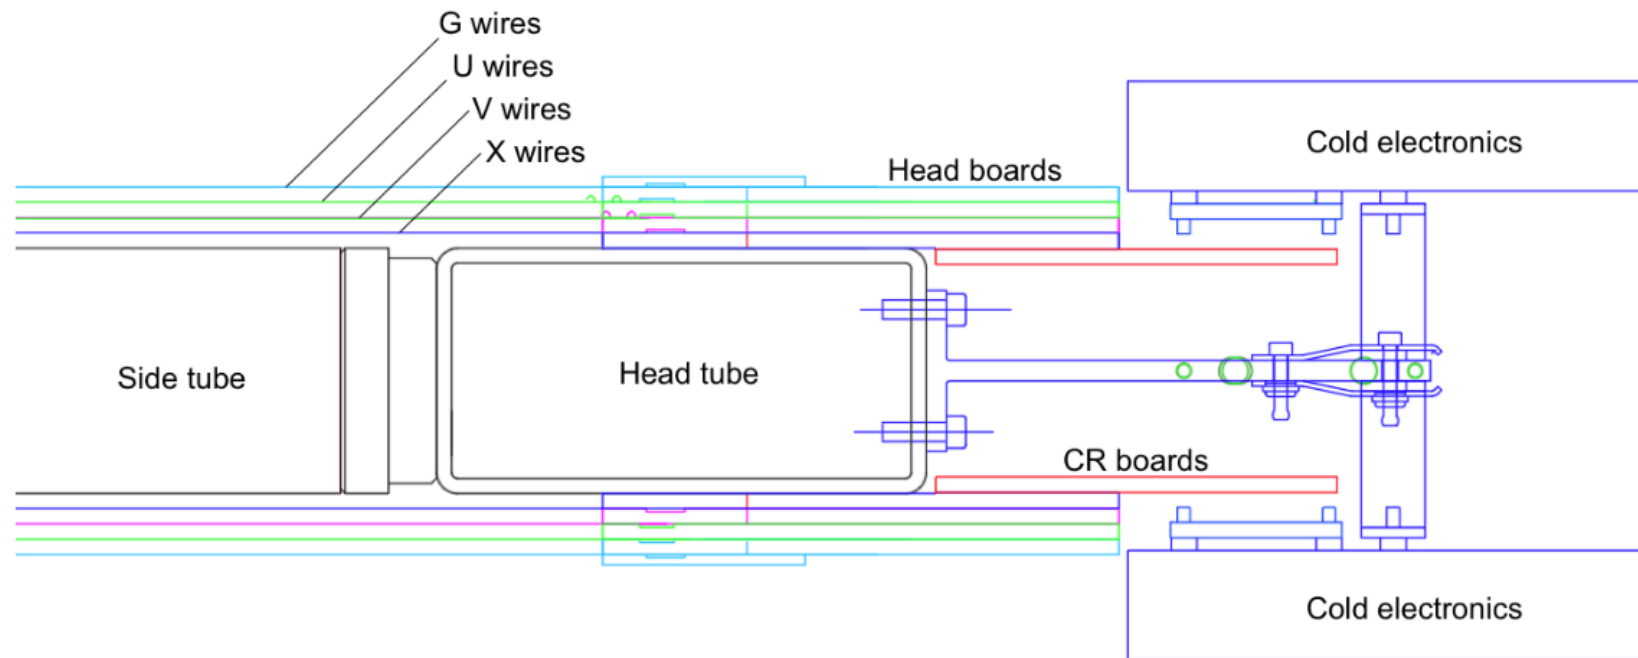 G wires
U wires
V wires
X wires
Head boards
Cold electronics
Side tube
Head tube
CR boards
Cold electronics